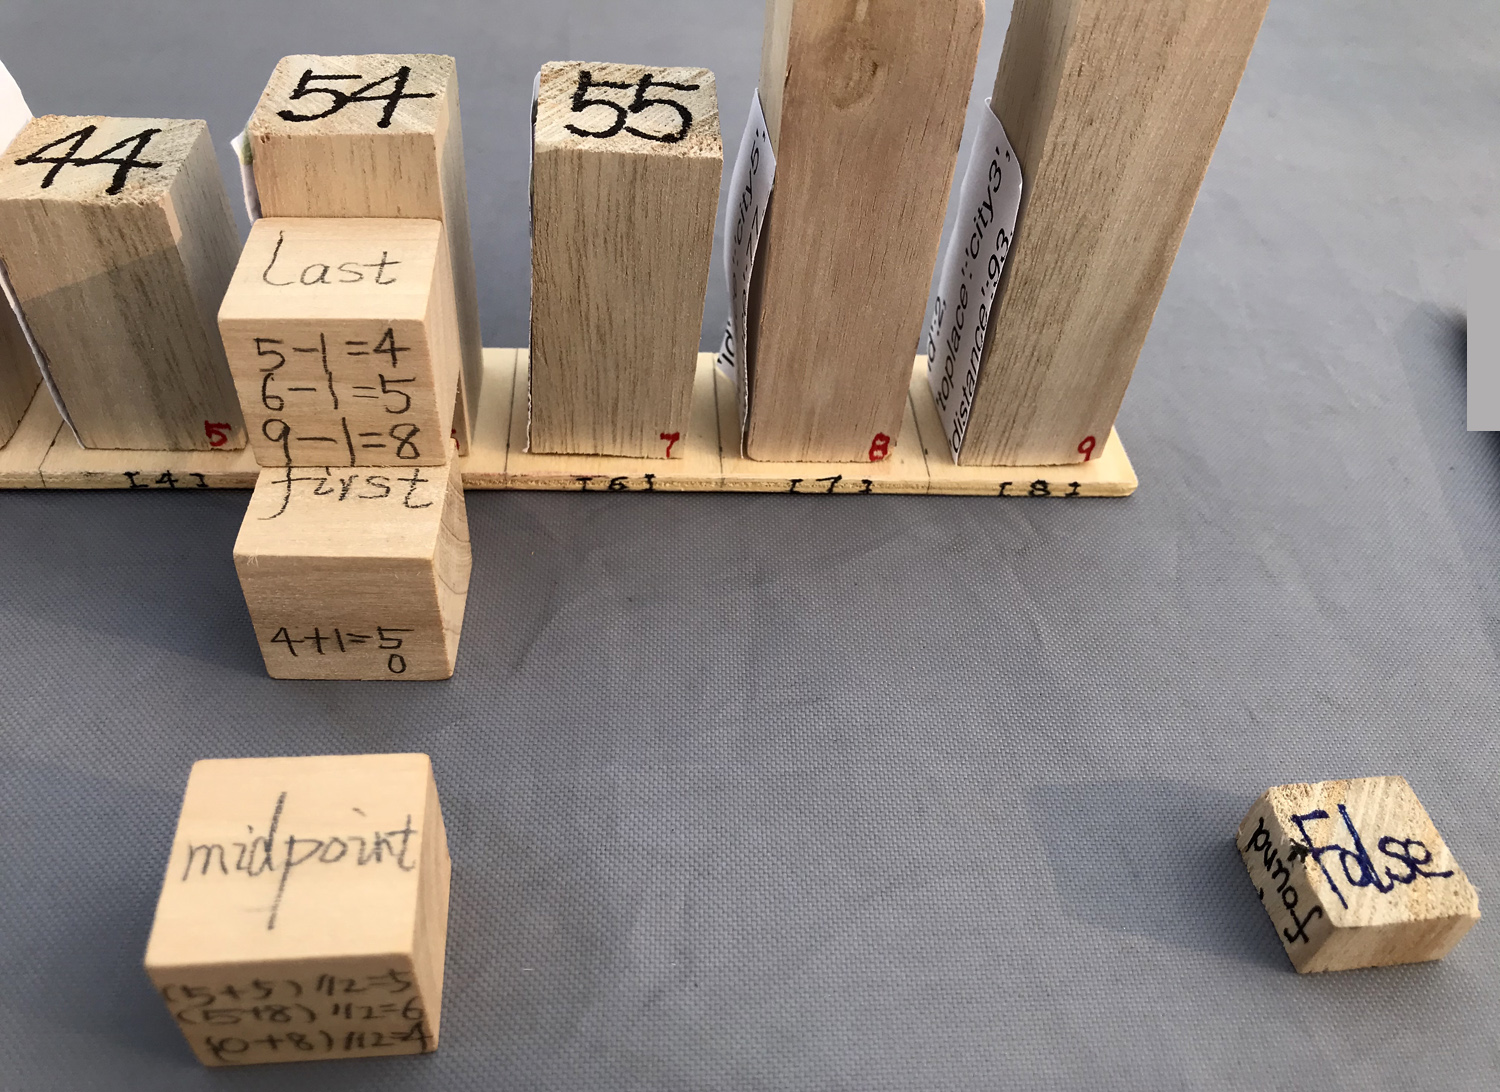 44
54
55
'city5',
77
'toplace':'city3',
'distance':93,
Last
5-1=4
6-1=5
9-1=8
5
7
8
9
[4]
[6]
[7]
[8]
first
4+1=5
0
midpoint
(5+5)//2=5
(5+8)//2=6
(0+8)//2=4
found
False